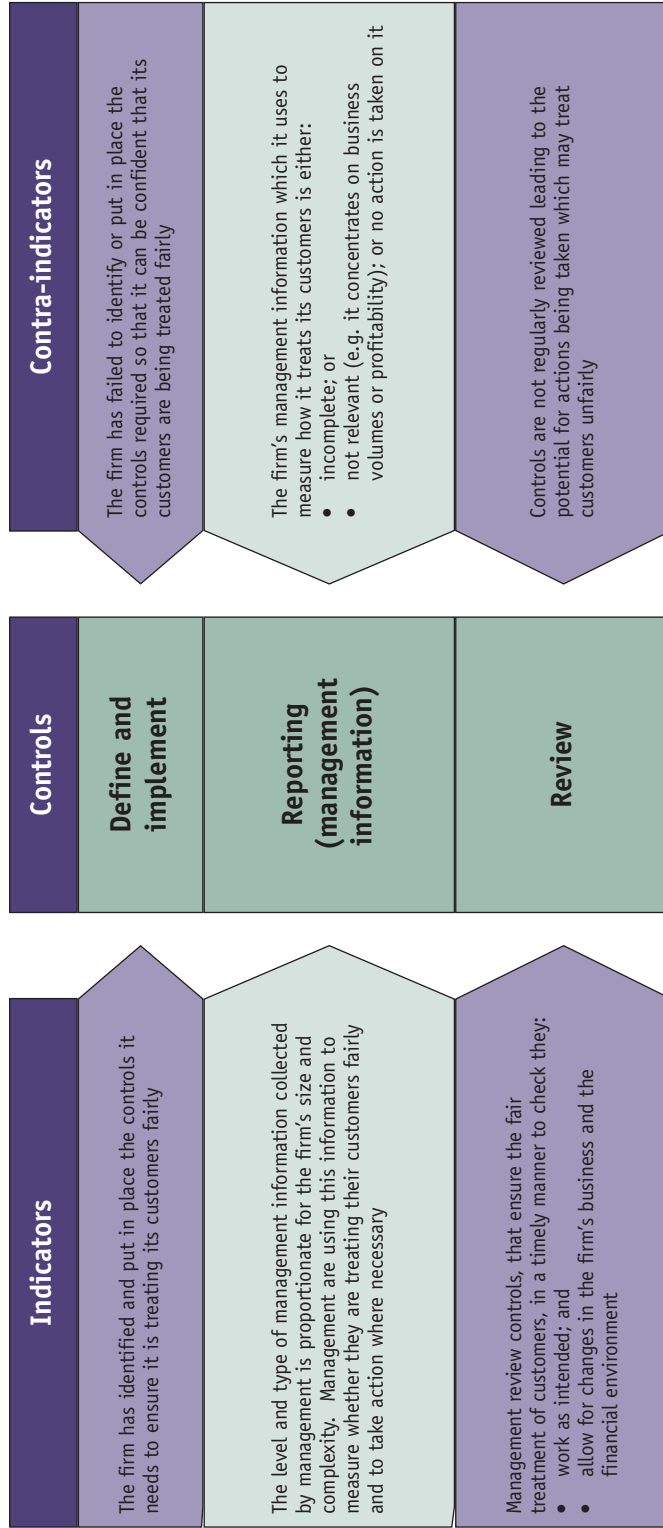 Indicators
Controls
Contra-indicators
The firm has identified and put in place the controls it
needs to ensure it is treating its customers fairly
Define and
implement
The firm has failed to identify or put in place the
controls required so that it can be confident that its
customers are being treated fairly
The level and type of management information collected
by management is proportionate for the firm's size and
complexity. Management are using this information to
measure whether they are treating their customers fairly
and to take action where necessary
Reporting
(management
information)
The firm's management information which it uses to
measure how it treats its customers is either:
• incomplete; or
• not relevant (e.g. it concentrates on business
volumes or profitability); or no action is taken on it
Management review controls, that ensure the fair
treatment of customers, in a timely manner to check they:
• work as intended; and
• allow for changes in the firm's business and the
financial environment
Review
Controls are not regularly reviewed leading to the
potential for actions being taken which may treat
customers unfairly